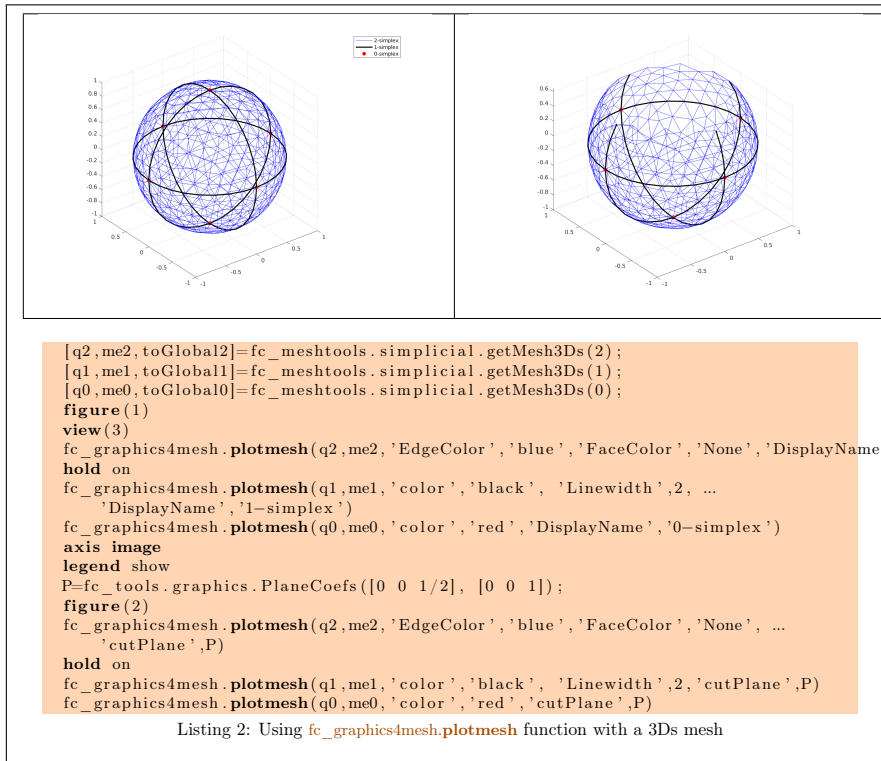 2-simplex
1-simplex
0-simplex
1
0.8
0.6
0.4
0.2
0
-0.2
-0.4
-0.6
-0.8
-1
1
0.5
0
-0.5
-1
-1
-0.5
0
0.5
1
0.6
0.4
0.2
0
-0.2
-0.4
-0.6
-0.8
-1
1
0.5
0
-0.5
-1
-1
-0.5
0
0.5
1
[q2,me2,toGlobal2]=fc_meshtools.simplicial.getMesh3Ds(2);
[q1,me1,toGlobal1]=fc_meshtools.simplicial.getMesh3Ds(1);
[q0,me0,toGlobal0]=fc_meshtools.simplicial.getMesh3Ds(0);
figure(1)
view(3)
fc_graphics4mesh.plotmesh(q2,me2,'EdgeColor','blue','FaceColor','None','DisplayName
hold on
fc_graphics4mesh.plotmesh(q1,me1,'color','black', 'Linewidth',2, ...
'DisplayName','1−simplex')
fc_graphics4mesh.plotmesh(q0,me0,'color','red','DisplayName','0−simplex')
axis image
legend show
P=fc_tools.graphics.PlaneCoefs([0 0 1/2], [0 0 1]);
figure(2)
fc_graphics4mesh.plotmesh(q2,me2,'EdgeColor','blue','FaceColor','None', ...
'cutPlane',P)
hold on
fc_graphics4mesh.plotmesh(q1,me1,'color','black', 'Linewidth',2,'cutPlane',P)
fc_graphics4mesh.plotmesh(q0,me0,'color','red','cutPlane',P)
Listing 2: Using fc_graphics4mesh.plotmesh function with a 3Ds mesh